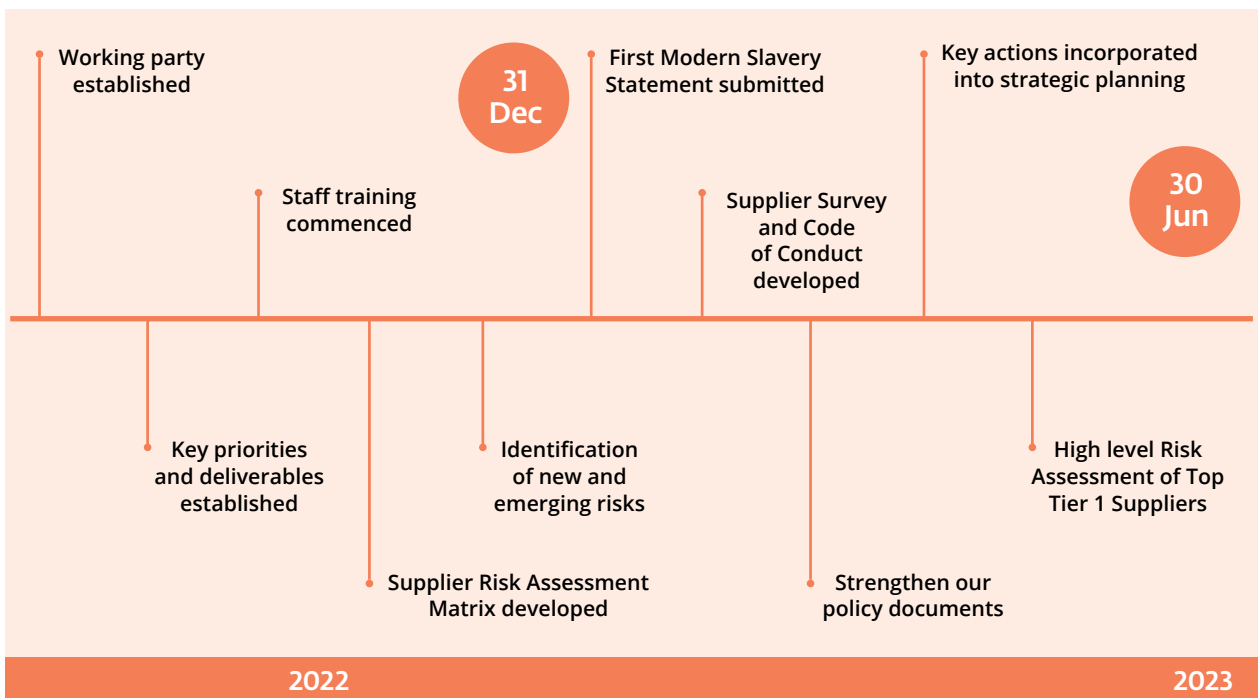 Working party
established
31
Dec
First Modern Slavery
Statement submitted
Key actions incorporated
into strategic planning
Staff training
commenced
Supplier Survey
and Code
of Conduct
developed
30
Jun
Key priorities
and deliverables
established
Identification
of new and
emerging risks
High level Risk
Assessment of Top
Tier 1 Suppliers
Supplier Risk Assessment
Matrix developed
Strengthen our
policy documents
2022
2023